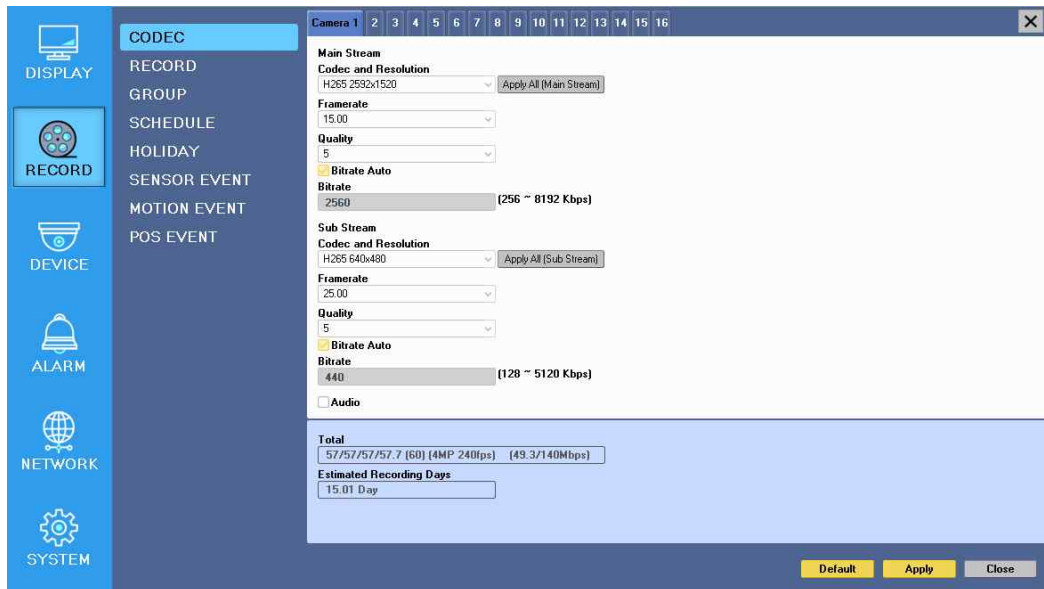 DISPLAY
RECORD
DEVICE
ALARM
NETWORK
SYSTEM
CODEC
RECORD
GROUP
SCHEDULE
HOLIDAY
SENSOR EVENT
MOTION EVENT
POS EVENT
Camera 1 2 3 4 5 6 7 8 9 10 11 12 13 14 15 16
Main Stream
Codec and Resolution
H265 2592x1520 Apply All (Main Stream)
Framerate
15.00
Quality
5
Bitrate Auto
Bitrate
2560 (256 ~ 8192 Kbps)
Sub Stream
Codec and Resolution
H265 640x480 Apply All (Sub Stream)
Framerate
25.00
Quality
5
Bitrate Auto
Bitrate
440 (128 ~ 5120 Kbps)
Audio
Total
57/57/57/57.7 (60) (4MP 240fps) (49.3/140Mbps)
Estimated Recording Days
15.01 Day
Default Apply Close